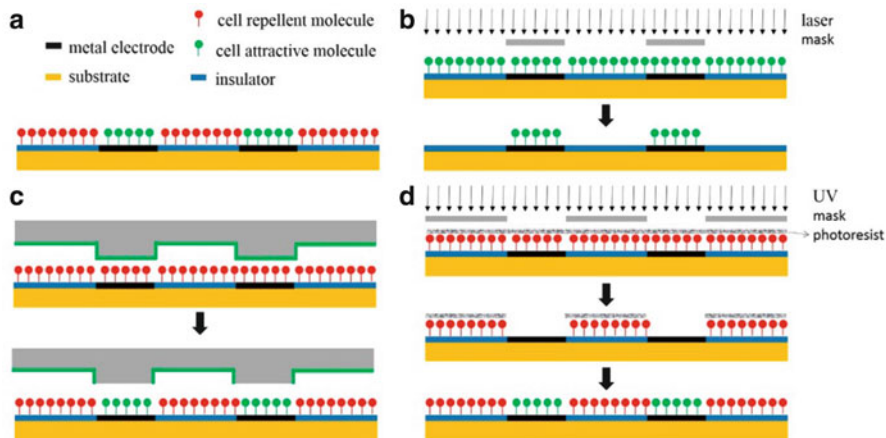 a
cell repellent molecule
metal electrode
cell attractive molecule
substrate
insulator
b
laser
mask
c
d
UV
mask
photoresist